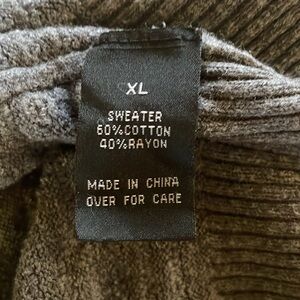 XL
SWEATER
60%COTTON
40%RAYON
MADE IN CHINA
OVER FOR CARE